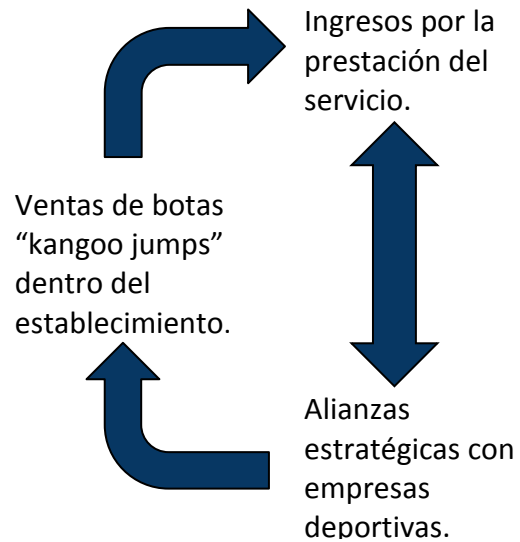 Ingresos por la
prestación del
servicio.
Ventas de botas
“kangoo jumps”
dentro del
establecimiento.
Alianzas
estratégicas con
empresas
deportivas.